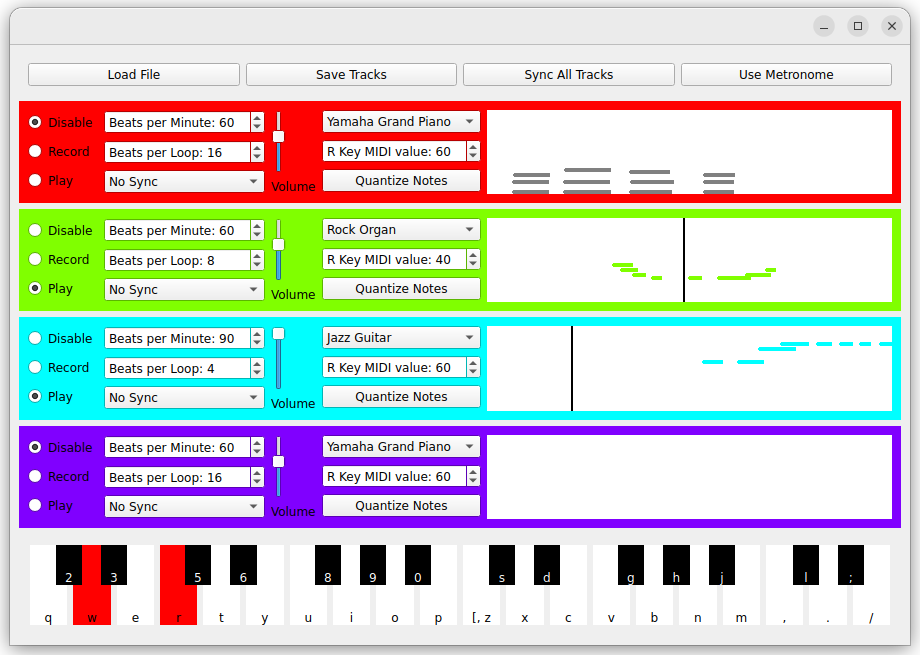 Load File Save Tracks Sync All Tracks Use Metronome
Disable Beats per Minute: 60 Yamaha Grand Piano
Record Beats per Loop: 16 R Key MIDI value: 60
Play No Sync Volume Quantize Notes
Disable Beats per Minute: 60 Rock Organ
Record Beats per Loop: 8 R Key MIDI value: 40
Play No Sync Volume Quantize Notes
Disable Beats per Minute: 90 Jazz Guitar
Record Beats per Loop: 4 R Key MIDI value: 60
Play No Sync Volume Quantize Notes
Disable Beats per Minute: 60 Yamaha Grand Piano
Record Beats per Loop: 16 R Key MIDI value: 60
Play No Sync Volume Quantize Notes
2 3 5 6 8 9 0 s d g h j l ;
q w e r t y u i o p [, z x c v b n m , . /